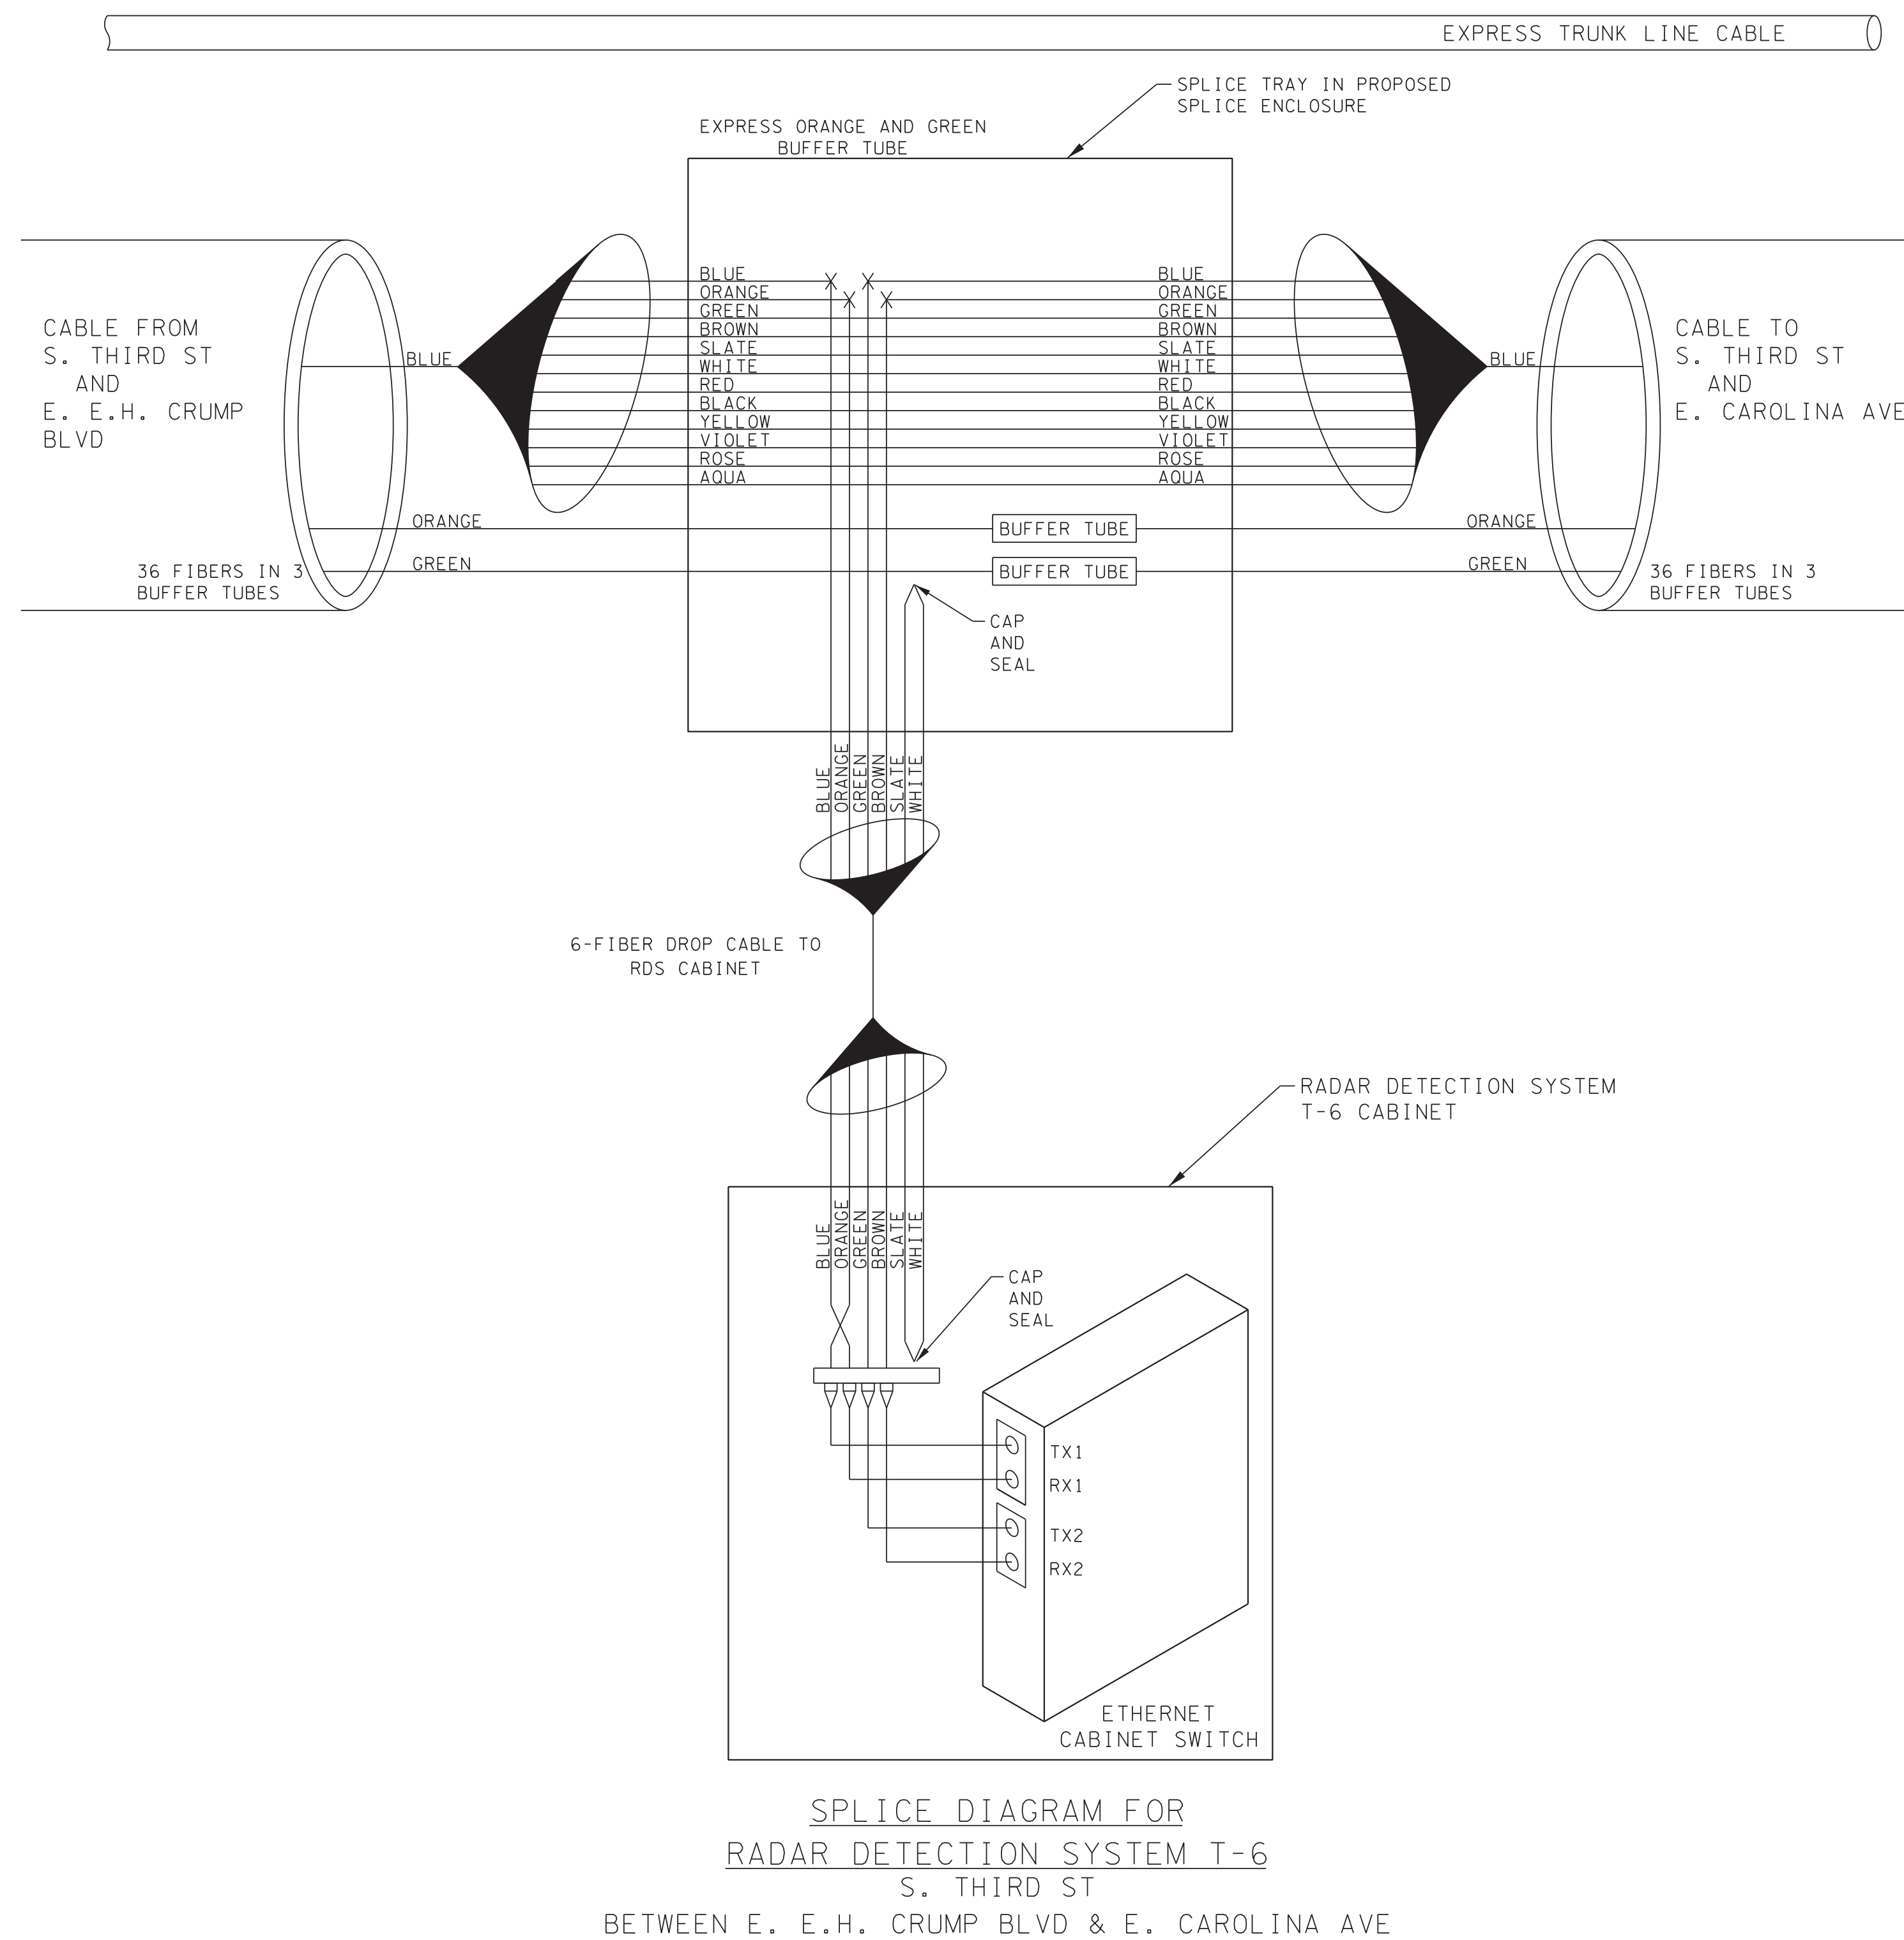 EXPRESS TRUNK LINE CABLE
SPLICE TRAY IN PROPOSED
SPLICE ENCLOSURE
EXPRESS ORANGE AND GREEN
BUFFER TUBE
CABLE FROM
S. THIRD ST
AND
E. E.H. CRUMP
BLVD
BLUE
ORANGE
GREEN
36 FIBERS IN 3
BUFFER TUBES
BLUE
ORANGE
GREEN
BROWN
SLATE
WHITE
RED
BLACK
YELLOW
VIOLET
ROSE
AQUA
BLUE
ORANGE
GREEN
BROWN
SLATE
WHITE
RED
BLACK
YELLOW
VIOLET
ROSE
AQUA
BUFFER TUBE
BUFFER TUBE
CAP
AND
SEAL
BLUE
ORANGE
GREEN
CABLE TO
S. THIRD ST
AND
E. CAROLINA AVE
36 FIBERS IN 3
BUFFER TUBES
BLUE
ORANGE
GREEN
BROWN
SLATE
WHITE
6-FIBER DROP CABLE TO
RDS CABINET
RADAR DETECTION SYSTEM
T-6 CABINET
BLUE
ORANGE
GREEN
BROWN
SLATE
WHITE
CAP
AND
SEAL
TX1
RX1
TX2
RX2
ETHERNET
CABINET SWITCH
SPLICE DIAGRAM FOR
RADAR DETECTION SYSTEM T-6
S. THIRD ST
BETWEEN E. E.H. CRUMP BLVD & E. CAROLINA AVE